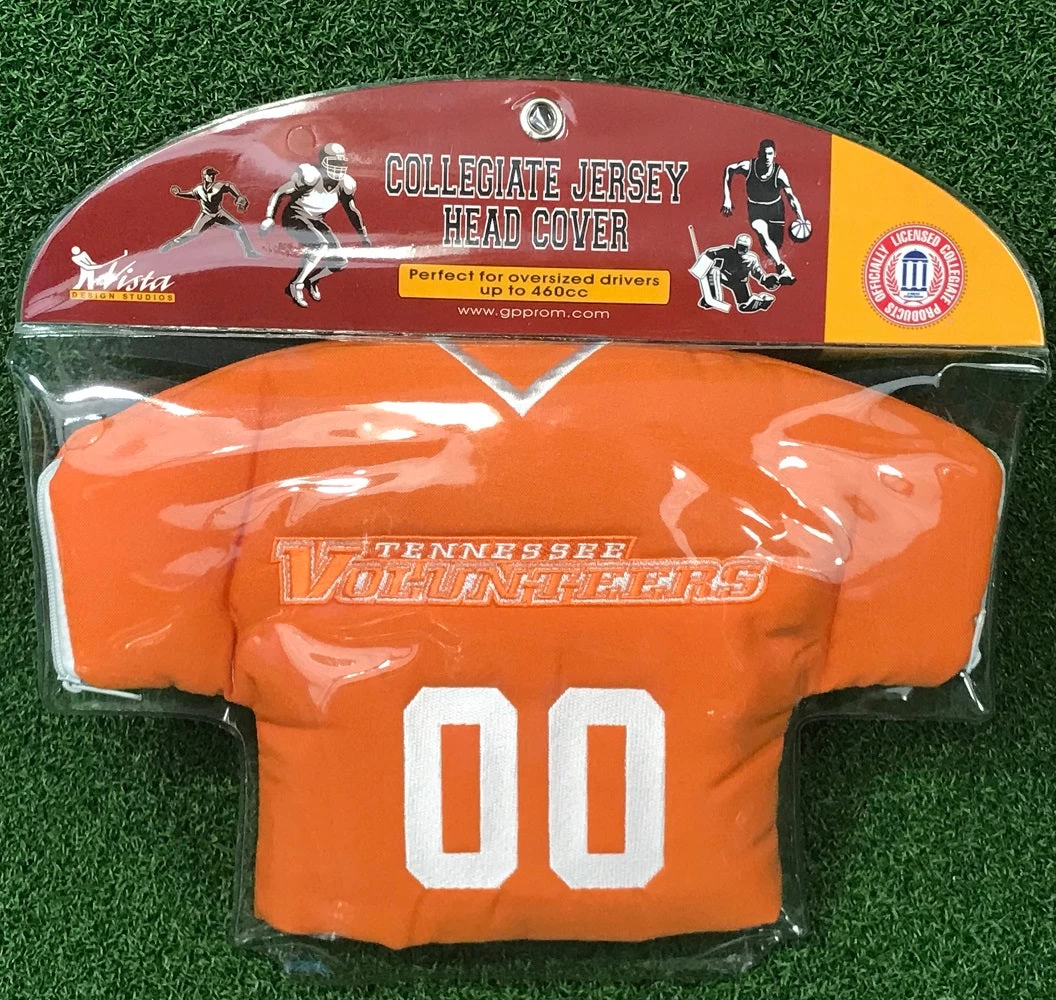 COLLEGIATE JERSEY
HEAD COVER
Perfect for oversized drivers
up to 460cc
www.gpprom.com
Vista
DESIGN STUDIOS
OFFICIALLY LICENSED COLLEGIATE PRODUCTS
TENNESSEE
VOLUNTEERS
00